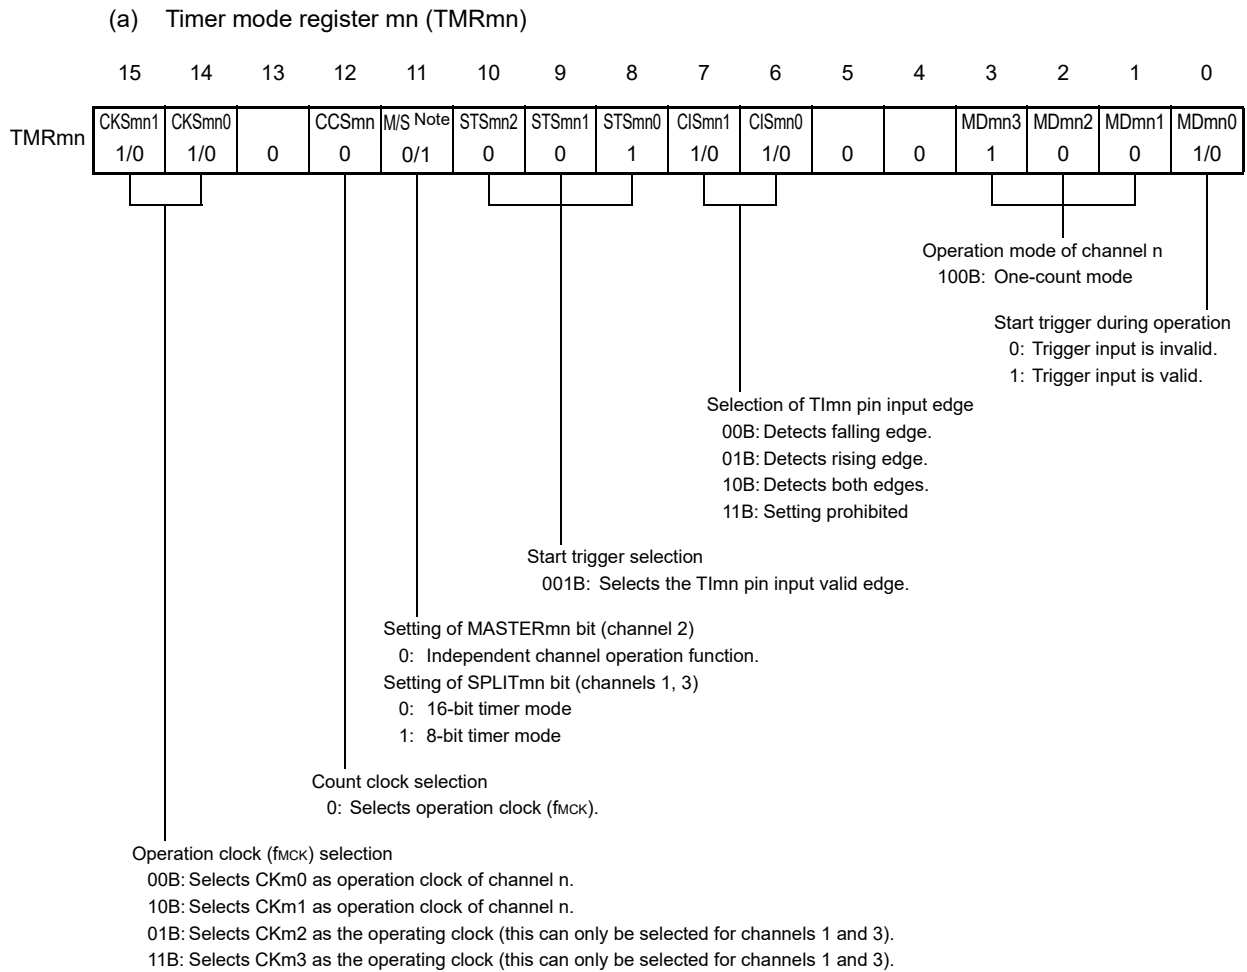 (a) Timer mode register mn (TMRmn)
15 14 13 12 11 10 9 8 7 6 5 4 3 2 1 0
TMRmn
CKSmn1 CKSmn0 CCSmn M/S Note STSmn2 STSmn1 STSmn0 CISmn1 CISmn0 MDmn3 MDmn2 MDmn1 MDmn0
1/0 1/0 0 0 0/1 0 0 1 1/0 1/0 0 0 1 0 0 1/0
Operation mode of channel n
100B: One-count mode
Start trigger during operation
0: Trigger input is invalid.
1: Trigger input is valid.
Selection of TImn pin input edge
00B: Detects falling edge.
01B: Detects rising edge.
10B: Detects both edges.
11B: Setting prohibited
Start trigger selection
001B: Selects the TImn pin input valid edge.
Setting of MASTERmn bit (channel 2)
0: Independent channel operation function.
Setting of SPLITmn bit (channels 1, 3)
0: 16-bit timer mode
1: 8-bit timer mode
Count clock selection
0: Selects operation clock (fMCK).
Operation clock (fMCK) selection
00B: Selects CKm0 as operation clock of channel n.
10B: Selects CKm1 as operation clock of channel n.
01B: Selects CKm2 as the operating clock (this can only be selected for channels 1 and 3).
11B: Selects CKm3 as the operating clock (this can only be selected for channels 1 and 3).